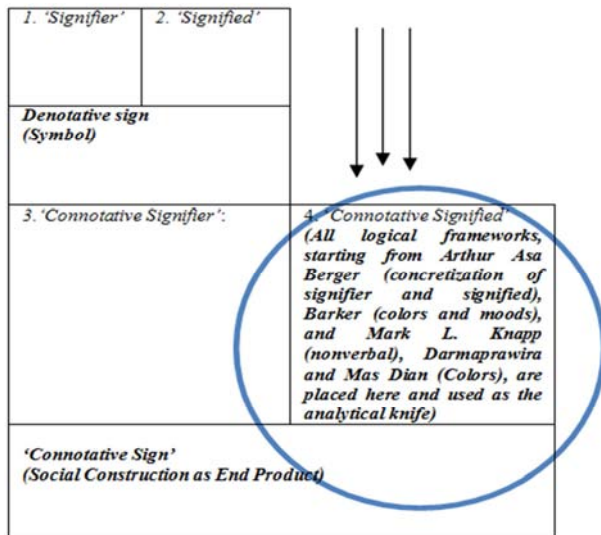 1. ‘Signifier’
2. ‘Signified’
Denotative sign
(Symbol)
3. ‘Connotative Signifier’:
4. ‘Connotative Signified’
(All logical frameworks,
starting from Arthur Asa
Berger (concretization of
signifier and signified),
Barker (colors and moods),
and Mark L. Knapp
(nonverbal), Darmaprawira
and Mas Dian (Colors), are
placed here and used as the
analytical knife)
‘Connotative Sign’
(Social Construction as End Product)